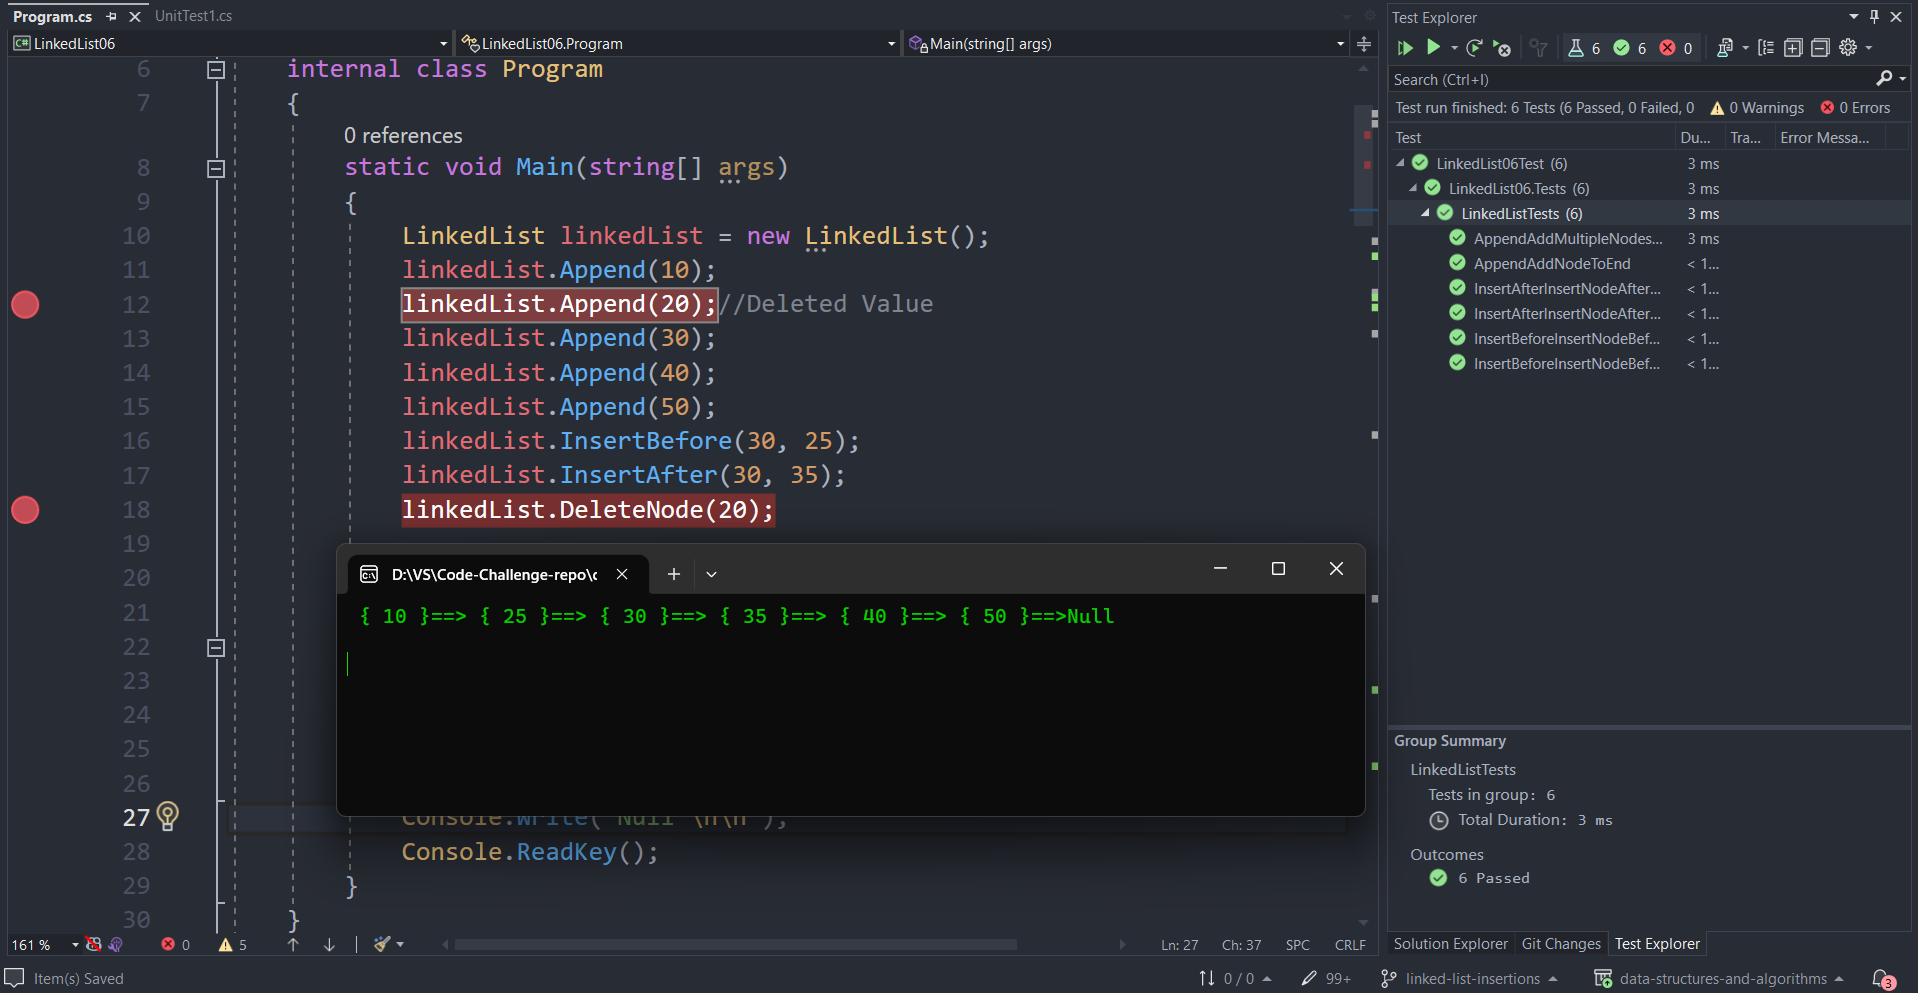 Program.cs
UnitTest1.cs
LinkedList06
LinkedList06.Program
Main(string[] args)
6 internal class Program
7 {
0 references
8 static void Main(string[] args)
9 {
10 LinkedList linkedList = new LinkedList();
11 linkedList.Append(10);
12 linkedList.Append(20);//Deleted Value
13 linkedList.Append(30);
14 linkedList.Append(40);
15 linkedList.Append(50);
16 linkedList.InsertBefore(30, 25);
17 linkedList.InsertAfter(30, 35);
18 linkedList.DeleteNode(20);
19
20
21
22
23
24
25
26
27 Console.Write("Null \n\n");
28 Console.ReadKey();
29 }
30 }
D:\VS\Code-Challenge-repo\c
{ 10 }==> { 25 }==> { 30 }==> { 35 }==> { 40 }==> { 50 }==>Null
161 %
0
5
Ln: 27 Ch: 37 SPC CRLF
Test Explorer
6 6 0
Search (Ctrl+I)
Test run finished: 6 Tests (6 Passed, 0 Failed, 0
0 Warnings
0 Errors
Test Du... Tra... Error Messa...
LinkedList06Test (6) 3 ms
LinkedList06.Tests (6) 3 ms
LinkedListTests (6) 3 ms
AppendAddMultipleNodes... 3 ms
AppendAddNodeToEnd < 1...
InsertAfterInsertNodeAfter... < 1...
InsertAfterInsertNodeAfter... < 1...
InsertBeforeInsertNodeBef... < 1...
InsertBeforeInsertNodeBef... < 1...
Group Summary
LinkedListTests
Tests in group: 6
Total Duration: 3 ms
Outcomes
6 Passed
Solution Explorer Git Changes Test Explorer
Item(s) Saved
0 / 0
99+
linked-list-insertions
data-structures-and-algorithms
3